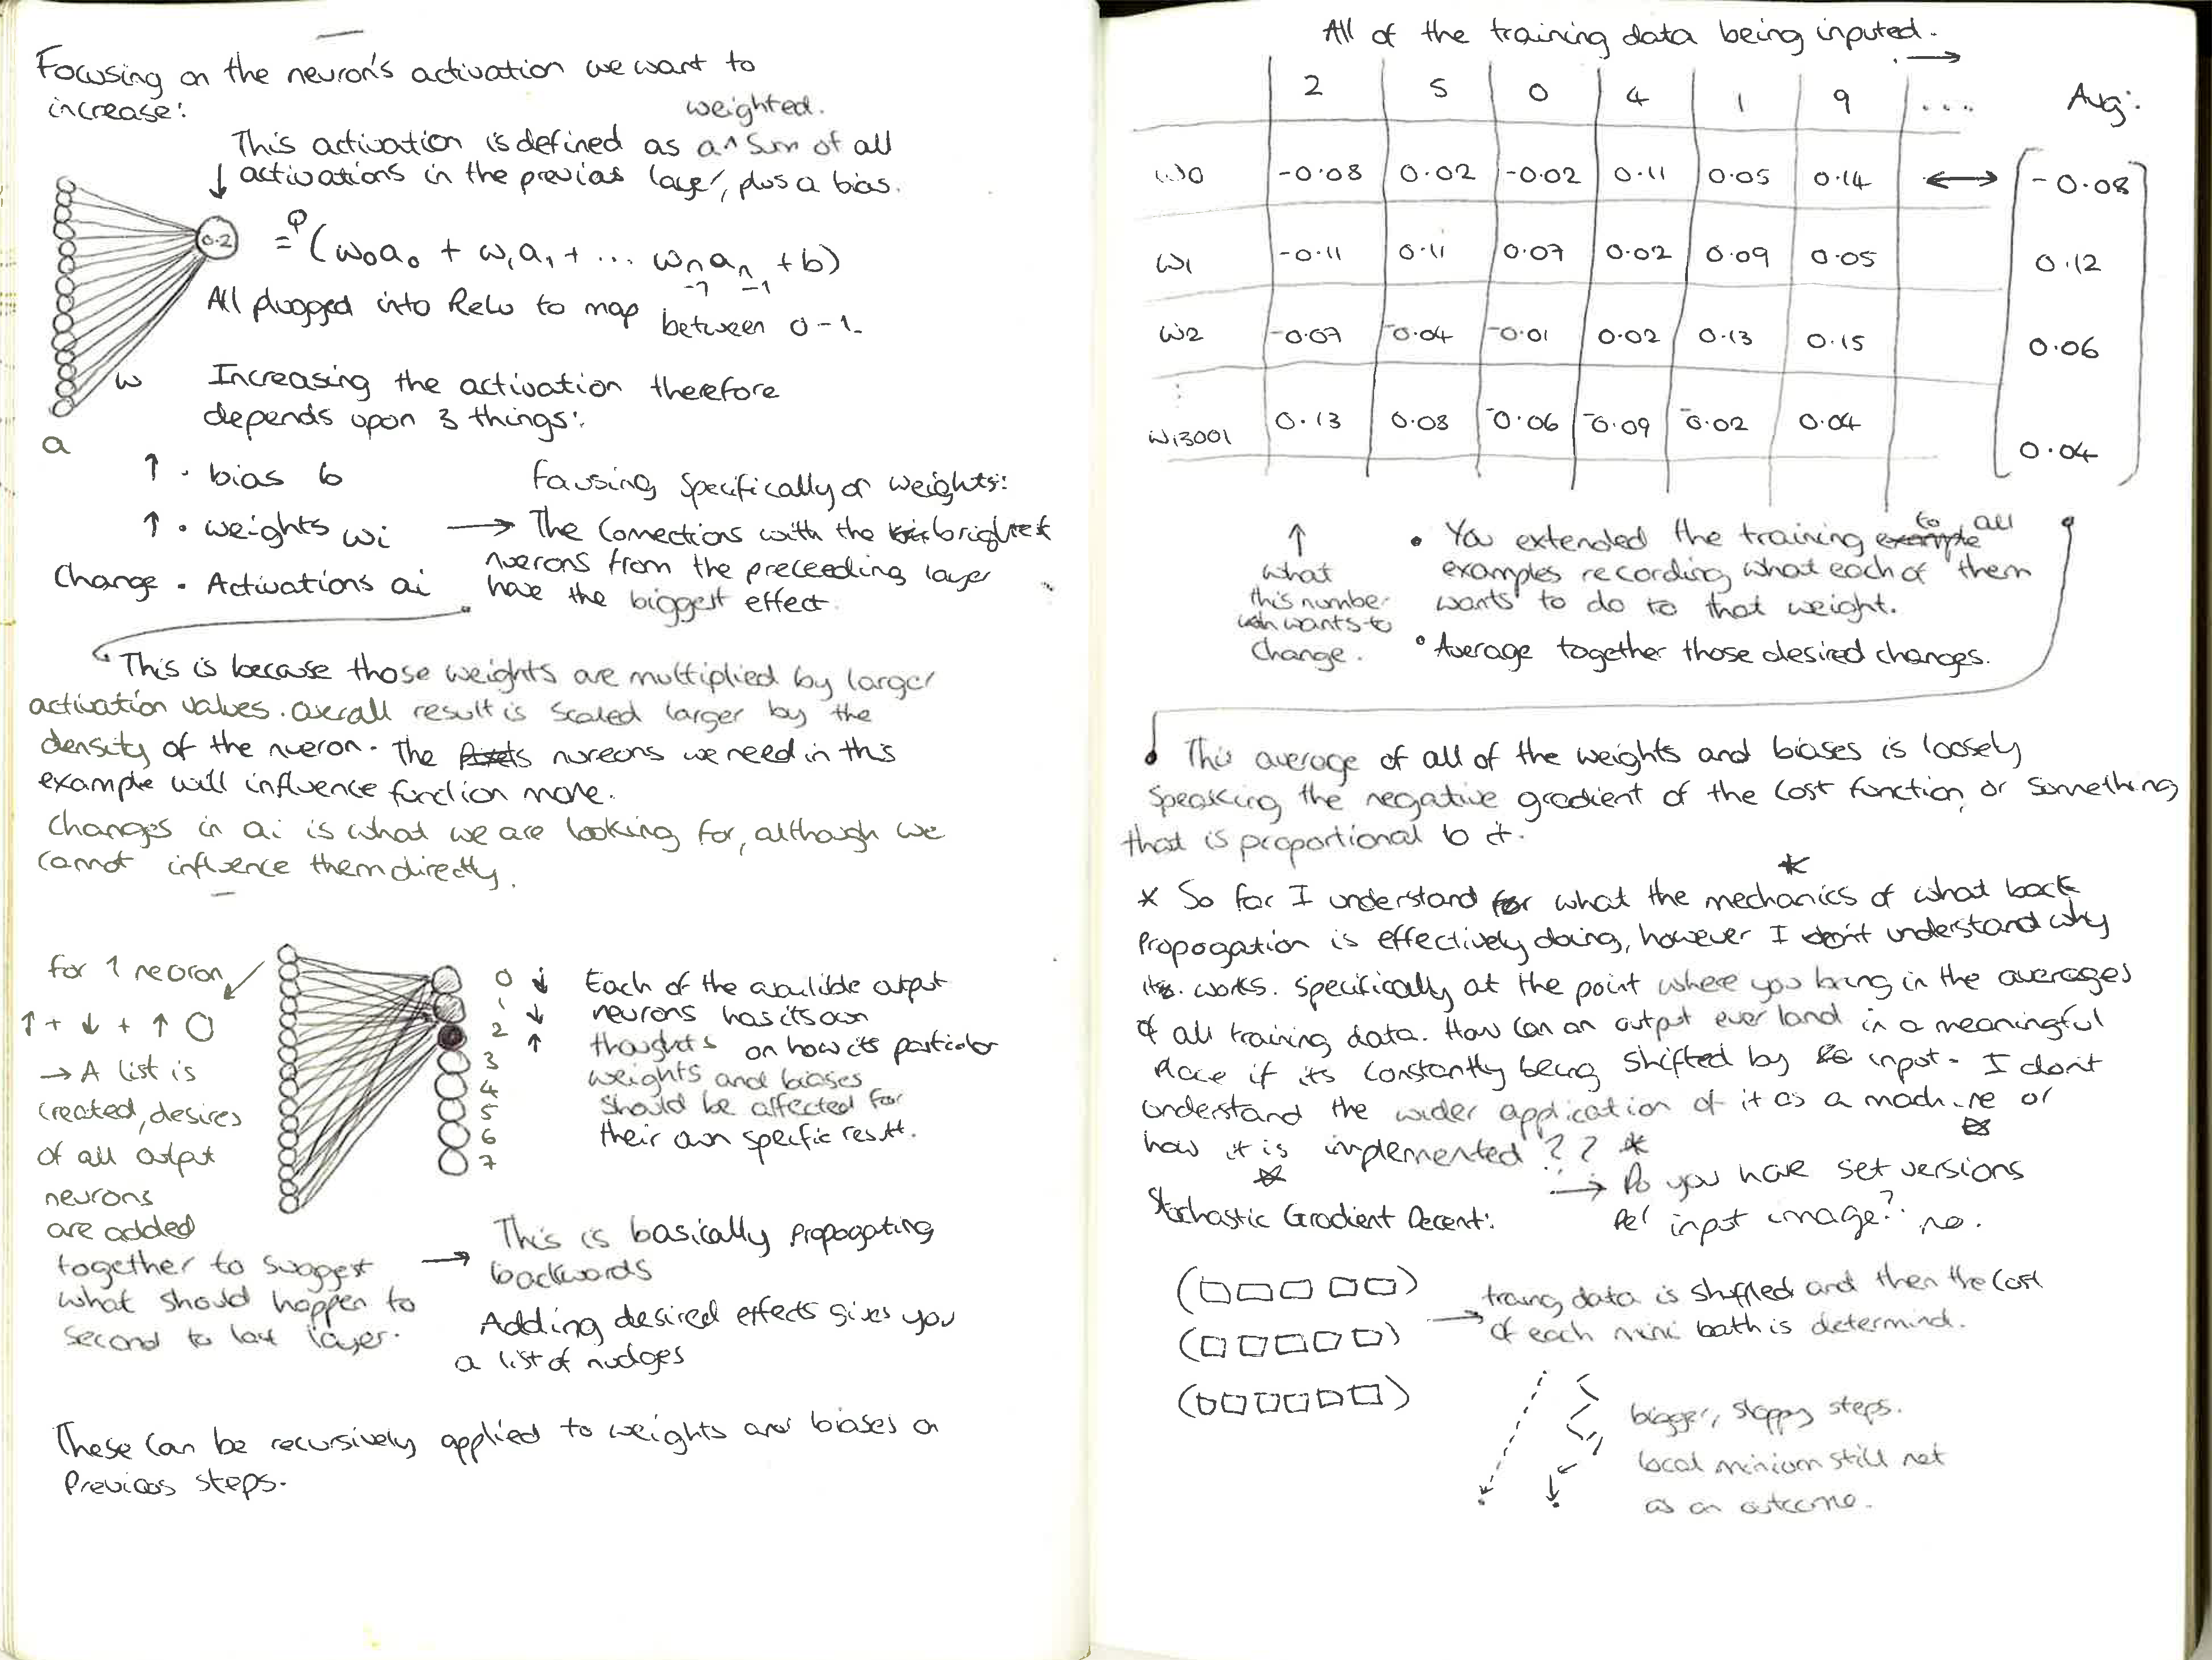 Focusing on the neuron's activation we want to
increase:
weighted.
This activation is defined as a ^ sum of all
activations in the previos layer, plus a bias.
0.2
= φ (w0a0 + w1a1 + ... wn-1 an-1 + b)
All plugged into Relu to map between 0-1.
w
a
Increasing the activation therefore
depends upon 3 things:
↑ • bias b
↑ • weights wi
Change • Activations ai
Focusing specifically on weights:
→ The connections with the brightest
nuerons from the preceeding layer
have the biggest effect.
This is because those weights are multiplied by larger
activation values. overall result is scaled larger by the
density of the nueron. The nureons we need in this
example will influence function more.
Changes in ai is what we are looking for, although we
cannot influence them directly.
for 1 neuron
↑ + ↓ + ↑ O
→ A list is
created, desires
of all output
neurons
are added
together to suggest
what should happen to
second to last layer.
0 ↓
1 ↓
2 ↑
3
4
5
6
7
Each of the availible output
neurons has its own
thoughts on how its particular
weights and biases
should be affected for
their own specific result.
→ This is basically propogating
backwards
Adding desired effects gives you
a list of nudges
These can be recursively applied to weights and biases on
previous steps.
All of the training data being inputed. →
2 5 0 4 1 9 ... Avg:
w0 -0.08 0.02 -0.02 0.11 0.05 0.14 ↔ -0.08
w1 -0.11 0.11 0.07 0.02 0.09 0.05 0.12
w2 -0.07 -0.04 -0.01 0.02 0.13 0.15 0.06
⋮
w13001 0.13 0.08 -0.06 -0.09 -0.02 0.04 0.04
↑
what
this number
wants to
change.
• You extended the training example to all
examples recording what each of them
wants to do to that weight.
• Average together those desired changes.
This average of all of the weights and biases is loosely
speaking the negative gradient of the cost function, or something
that is proportional to it.
*
* So far I understand for what the mechanics of what back
propogation is effectively doing, however I don't understand why
its works. specifically at the point where you bring in the averages
of all training data. How can an output ever land in a meaningful
place if its constantly being shifted by input. I don't
understand the wider application of it as a machine or
how it is implemented?? *
→ Do you have set versions
per input image? no.
Stochastic Gradient Decent:
→ traing data is shuffled and then the cost
of each mini bath is determind.
bigger, sloppy steps.
local minium still not
as an outcome.